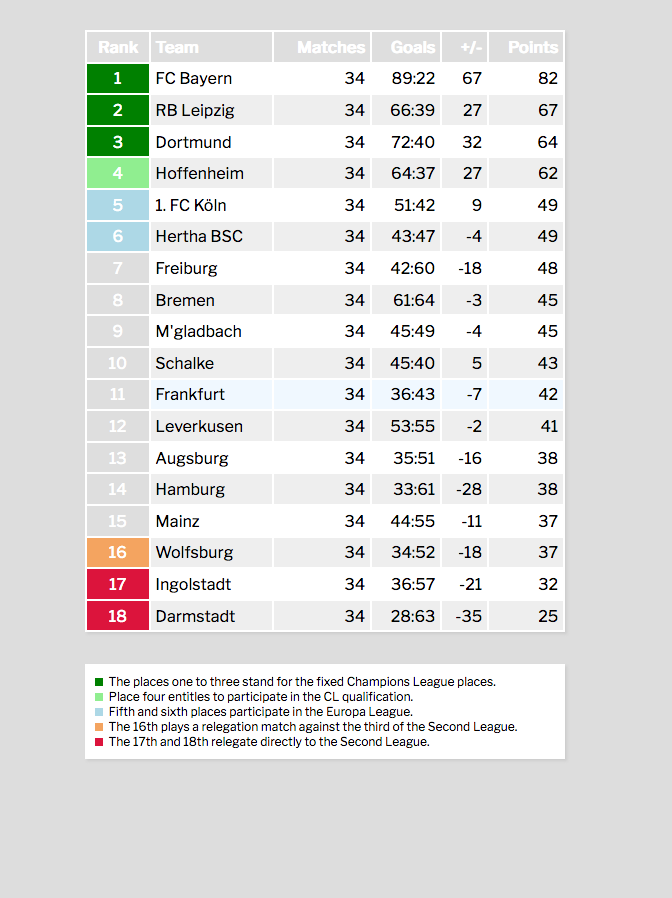 Rank Team Matches Goals +/- Points
1 FC Bayern 34 89:22 67 82
2 RB Leipzig 34 66:39 27 67
3 Dortmund 34 72:40 32 64
4 Hoffenheim 34 64:37 27 62
5 1. FC Köln 34 51:42 9 49
6 Hertha BSC 34 43:47 -4 49
7 Freiburg 34 42:60 -18 48
8 Bremen 34 61:64 -3 45
9 M'gladbach 34 45:49 -4 45
10 Schalke 34 45:40 5 43
11 Frankfurt 34 36:43 -7 42
12 Leverkusen 34 53:55 -2 41
13 Augsburg 34 35:51 -16 38
14 Hamburg 34 33:61 -28 38
15 Mainz 34 44:55 -11 37
16 Wolfsburg 34 34:52 -18 37
17 Ingolstadt 34 36:57 -21 32
18 Darmstadt 34 28:63 -35 25
The places one to three stand for the fixed Champions League places.
Place four entitles to participate in the CL qualification.
Fifth and sixth places participate in the Europa League.
The 16th plays a relegation match against the third of the Second League.
The 17th and 18th relegate directly to the Second League.